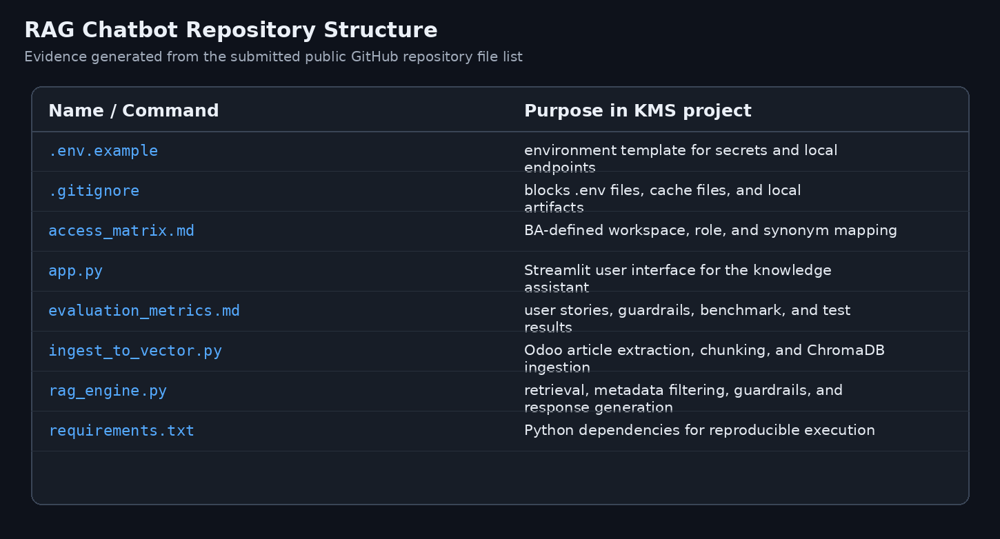 RAG Chatbot Repository Structure
Evidence generated from the submitted public GitHub repository file list
Name / Command Purpose in KMS project
.env.example environment template for secrets and local
endpoints
.gitignore blocks .env files, cache files, and local
artifacts
access_matrix.md BA-defined workspace, role, and synonym mapping
app.py Streamlit user interface for the knowledge
assistant
evaluation_metrics.md user stories, guardrails, benchmark, and test
results
ingest_to_vector.py Odoo article extraction, chunking, and ChromaDB
ingestion
rag_engine.py retrieval, metadata filtering, guardrails, and
response generation
requirements.txt Python dependencies for reproducible execution